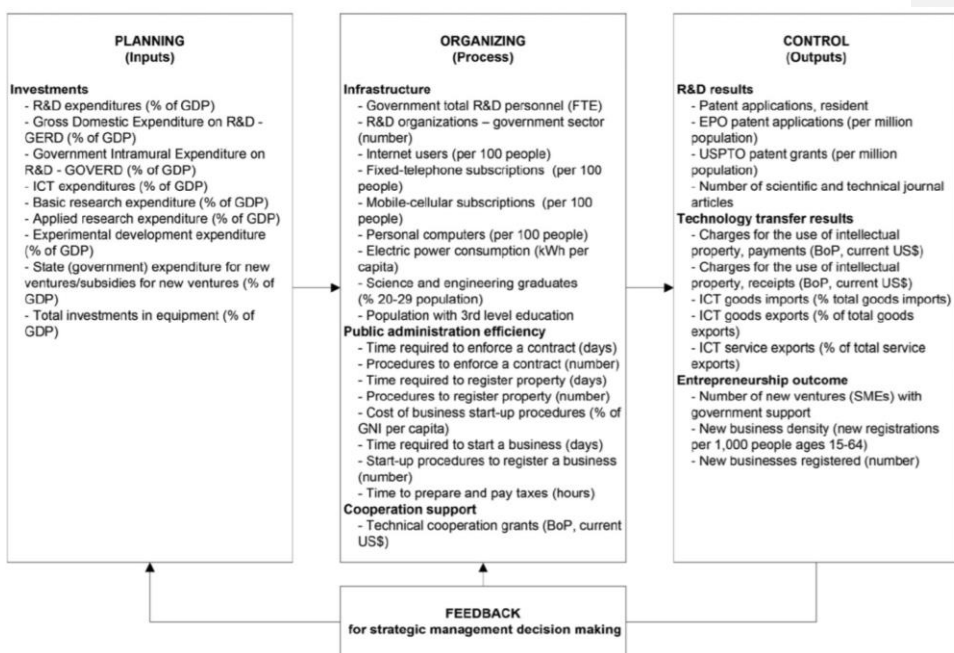 PLANNING
(Inputs)
Investments
- R&D expenditures (% of GDP)
- Gross Domestic Expenditure on R&D -
GERD (% of GDP)
- Government Intramural Expenditure on
R&D - GOVERD (% of GDP)
- ICT expenditures (% of GDP)
- Basic research expenditure (% of GDP)
- Applied research expenditure (% of GDP)
- Experimental development expenditure
(% of GDP)
- State (government) expenditure for new
ventures/subsidies for new ventures (% of
GDP)
- Total investments in equipment (% of
GDP)
ORGANIZING
(Process)
Infrastructure
- Government total R&D personnel (FTE)
- R&D organizations – government sector
(number)
- Internet users (per 100 people)
- Fixed-telephone subscriptions (per 100
people)
- Mobile-cellular subscriptions (per 100
people)
- Personal computers (per 100 people)
- Electric power consumption (kWh per
capita)
- Science and engineering graduates
(% 20-29 population)
- Population with 3rd level education
Public administration efficiency
- Time required to enforce a contract (days)
- Procedures to enforce a contract (number)
- Time required to register property (days)
- Procedures to register property (number)
- Cost of business start-up procedures (% of
GNI per capita)
- Time required to start a business (days)
- Start-up procedures to register a business
(number)
- Time to prepare and pay taxes (hours)
Cooperation support
- Technical cooperation grants (BoP, current
US$)
CONTROL
(Outputs)
R&D results
- Patent applications, resident
- EPO patent applications (per million
population)
- USPTO patent grants (per million
population)
- Number of scientific and technical journal
articles
Technology transfer results
- Charges for the use of intellectual
property, payments (BoP, current US$)
- Charges for the use of intellectual
property, receipts (BoP, current US$)
- ICT goods imports (% total goods imports)
- ICT goods exports (% of total goods
exports)
- ICT service exports (% of total service
exports)
Entrepreneurship outcome
- Number of new ventures (SMEs) with
government support
- New business density (new registrations
per 1,000 people ages 15-64)
- New businesses registered (number)
FEEDBACK
for strategic management decision making